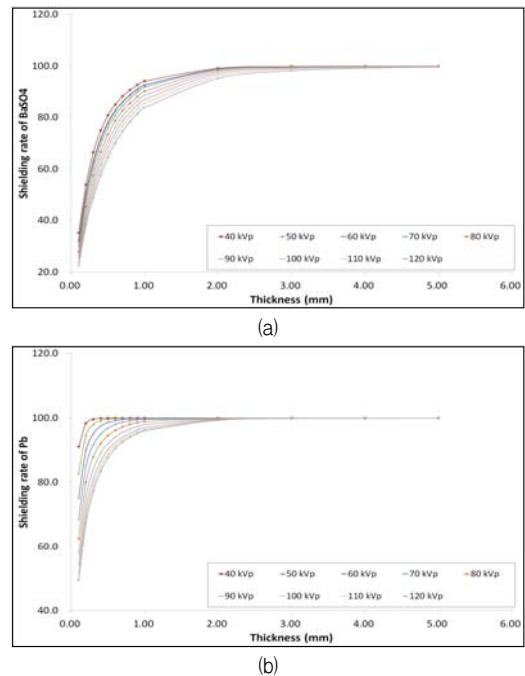 120.0
100.0
80.0
60.0
40.0
20.0
Shielding rate of BaSO4
40 kVp 50 kVp 60 kVp 70 kVp 80 kVp
90 kVp 100 kVp 110 kVp 120 kVp
0.00 1.00 2.00 3.00 4.00 5.00 6.00
Thickness (mm)
(a)
120.0
100.0
80.0
60.0
40.0
Shielding rate of Pb
40 kVp 50 kVp 60 kVp 70 kVp 80 kVp
90 kVp 100 kVp 110 kVp 120 kVp
0.00 1.00 2.00 3.00 4.00 5.00 6.00
Thickness (mm)
(b)